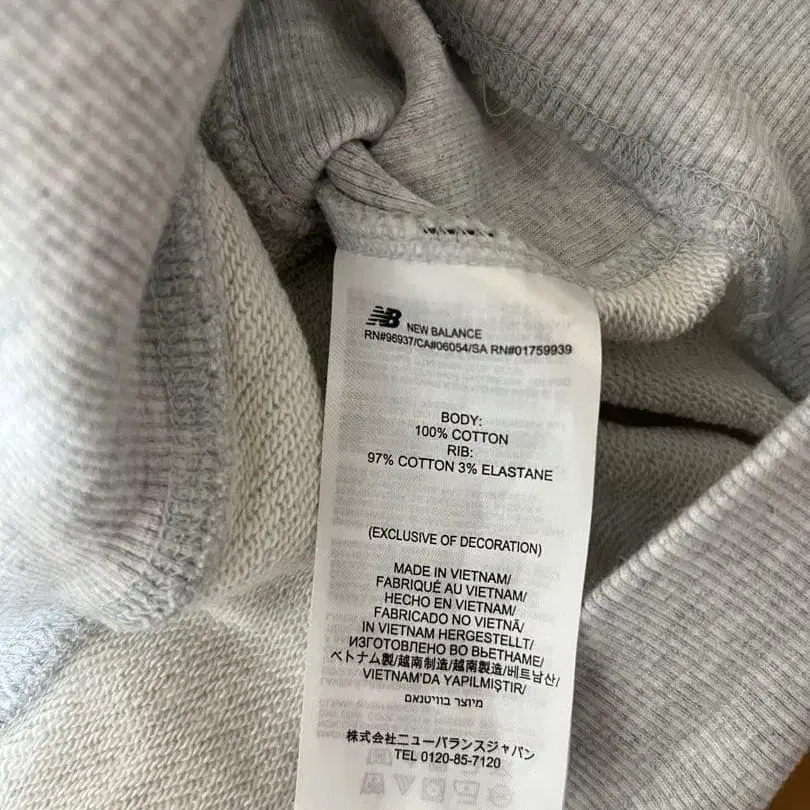 NB NEW BALANCE
RN#96937/CA#06054/SA RN#01759939
BODY:
100% COTTON
RIB:
97% COTTON 3% ELASTANE
(EXCLUSIVE OF DECORATION)
MADE IN VIETNAM/
FABRIQUÉ AU VIETNAM/
HECHO EN VIETNAM/
FABRICADO NO VIETNÃ/
IN VIETNAM HERGESTELLT/
ИЗГОТОВЛЕНО ВО ВЬЕТНАМЕ/
ベトナム製/越南制造/越南製造/베트남산/
VIETNAM'DA YAPILMIŞTIR/
מיוצר בוויטנאם
株式会社ニューバランスジャパン
TEL 0120-85-7120